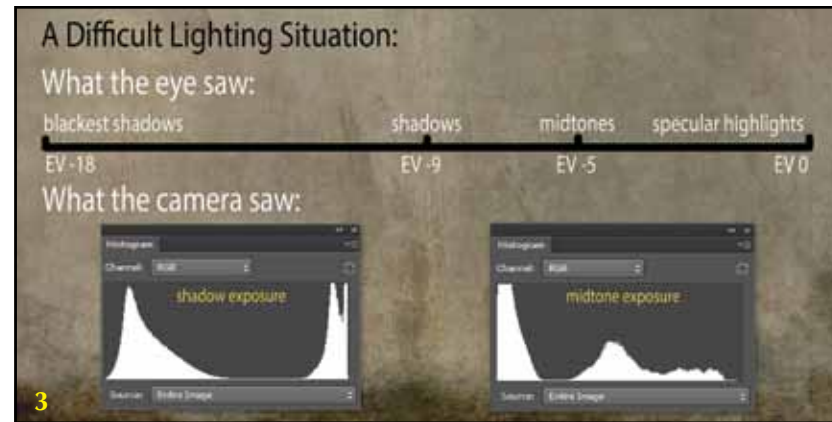 A Difficult Lighting Situation:
What the eye saw:
blackest shadows shadows midtones specular highlights
EV -18 EV -9 EV -5 EV 0
What the camera saw:
Histogram Histogram
Channel: RGB Channel: RGB
shadow exposure midtone exposure
Source: Entire Image Source: Entire Image
3